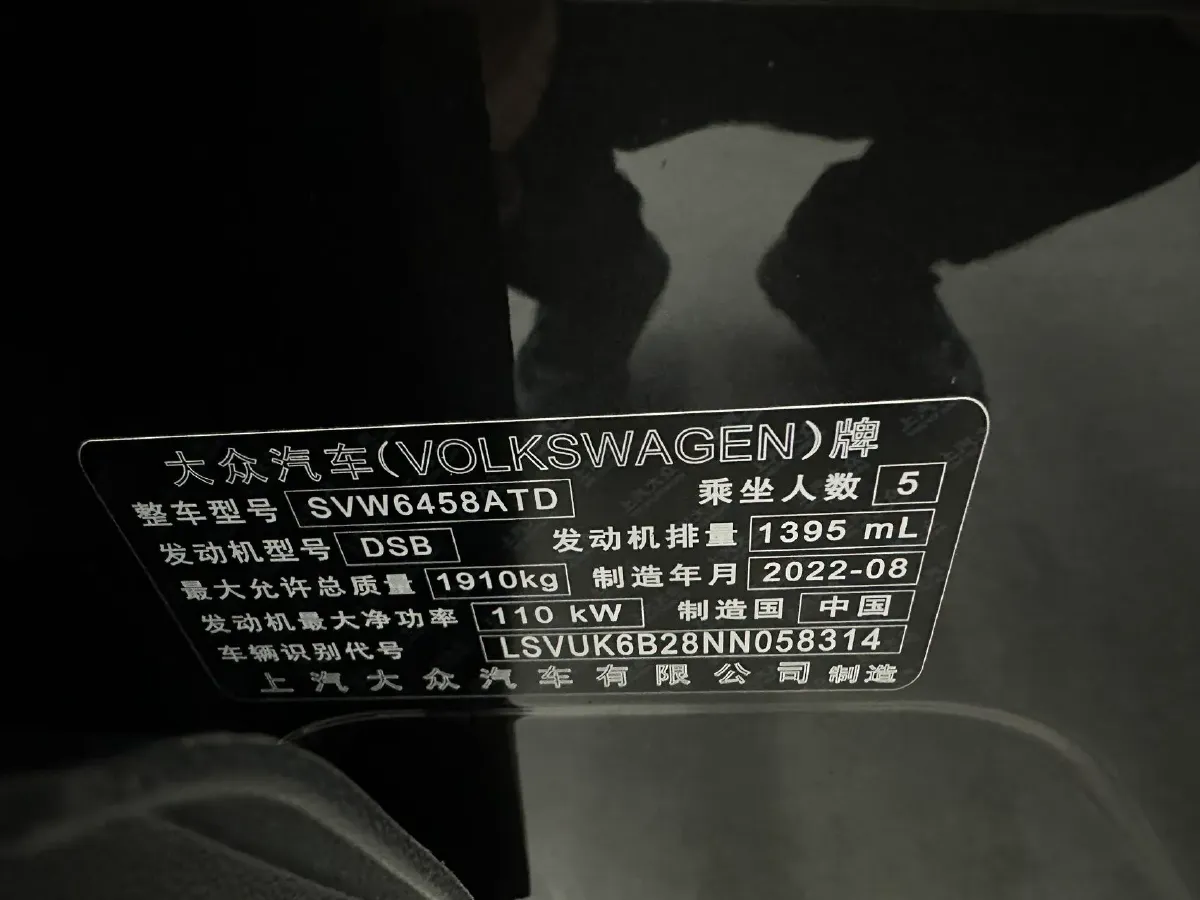 大众汽车(VOLKSWAGEN)牌
整车型号 SVW6458ATD 乘坐人数 5
发动机型号 DSB 发动机排量 1395 mL
最大允许总质量 1910kg 制造年月 2022-08
发动机最大净功率 110 kW 制造国 中国
车辆识别代号 LSVUK6B28NN058314
上汽大众汽车有限公司 制造